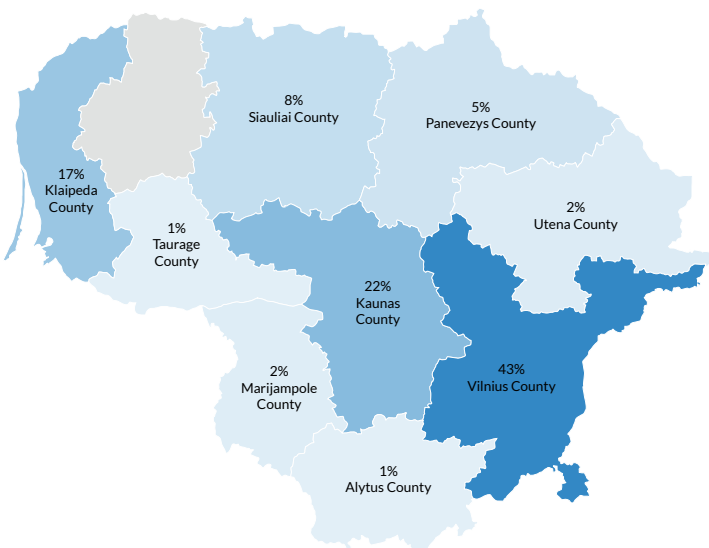 8%
Siauliai County
5%
Panevezys County
17%
Klaipeda
County
2%
Utena County
1%
Taurage
County
22%
Kaunas
County
43%
Vilnius County
2%
Marijampole
County
1%
Alytus County